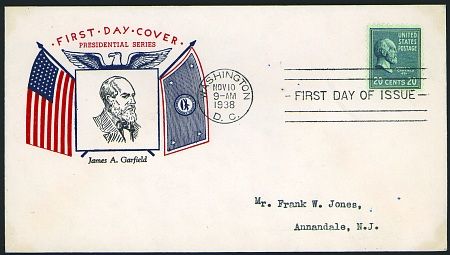 ·FIRST·DAY·COVER·
PRESIDENTIAL SERIES
James A. Garfield
WASHINGTON
NOV 10
9-AM
1938
D. C.
FIRST DAY OF ISSUE
UNITED
STATES
POSTAGE
20 CENTS 20
Mr. Frank W. Jones,
Annandale, N.J.